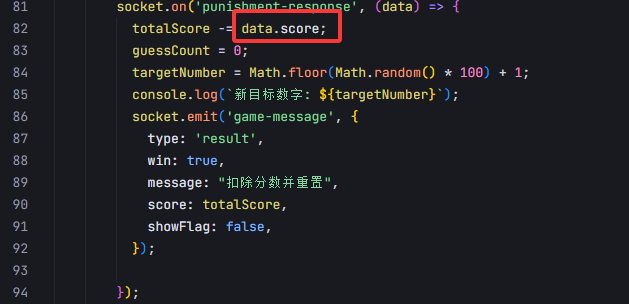 81 socket.on('punishment-response', (data) => {
82 totalScore -= data.score;
83 guessCount = 0;
84 targetNumber = Math.floor(Math.random() * 100) + 1;
85 console.log(`新目标数字: ${targetNumber}`);
86 socket.emit('game-message', {
87 type: 'result',
88 win: true,
89 message: "扣除分数并重置",
90 score: totalScore,
91 showFlag: false,
92 });
93
94 });